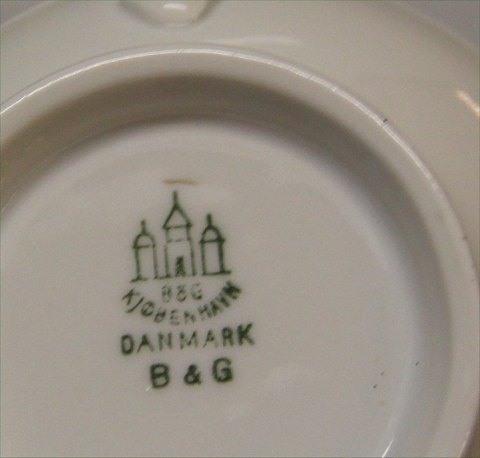 B&G
KJØBENHAVN
DANMARK
B & G